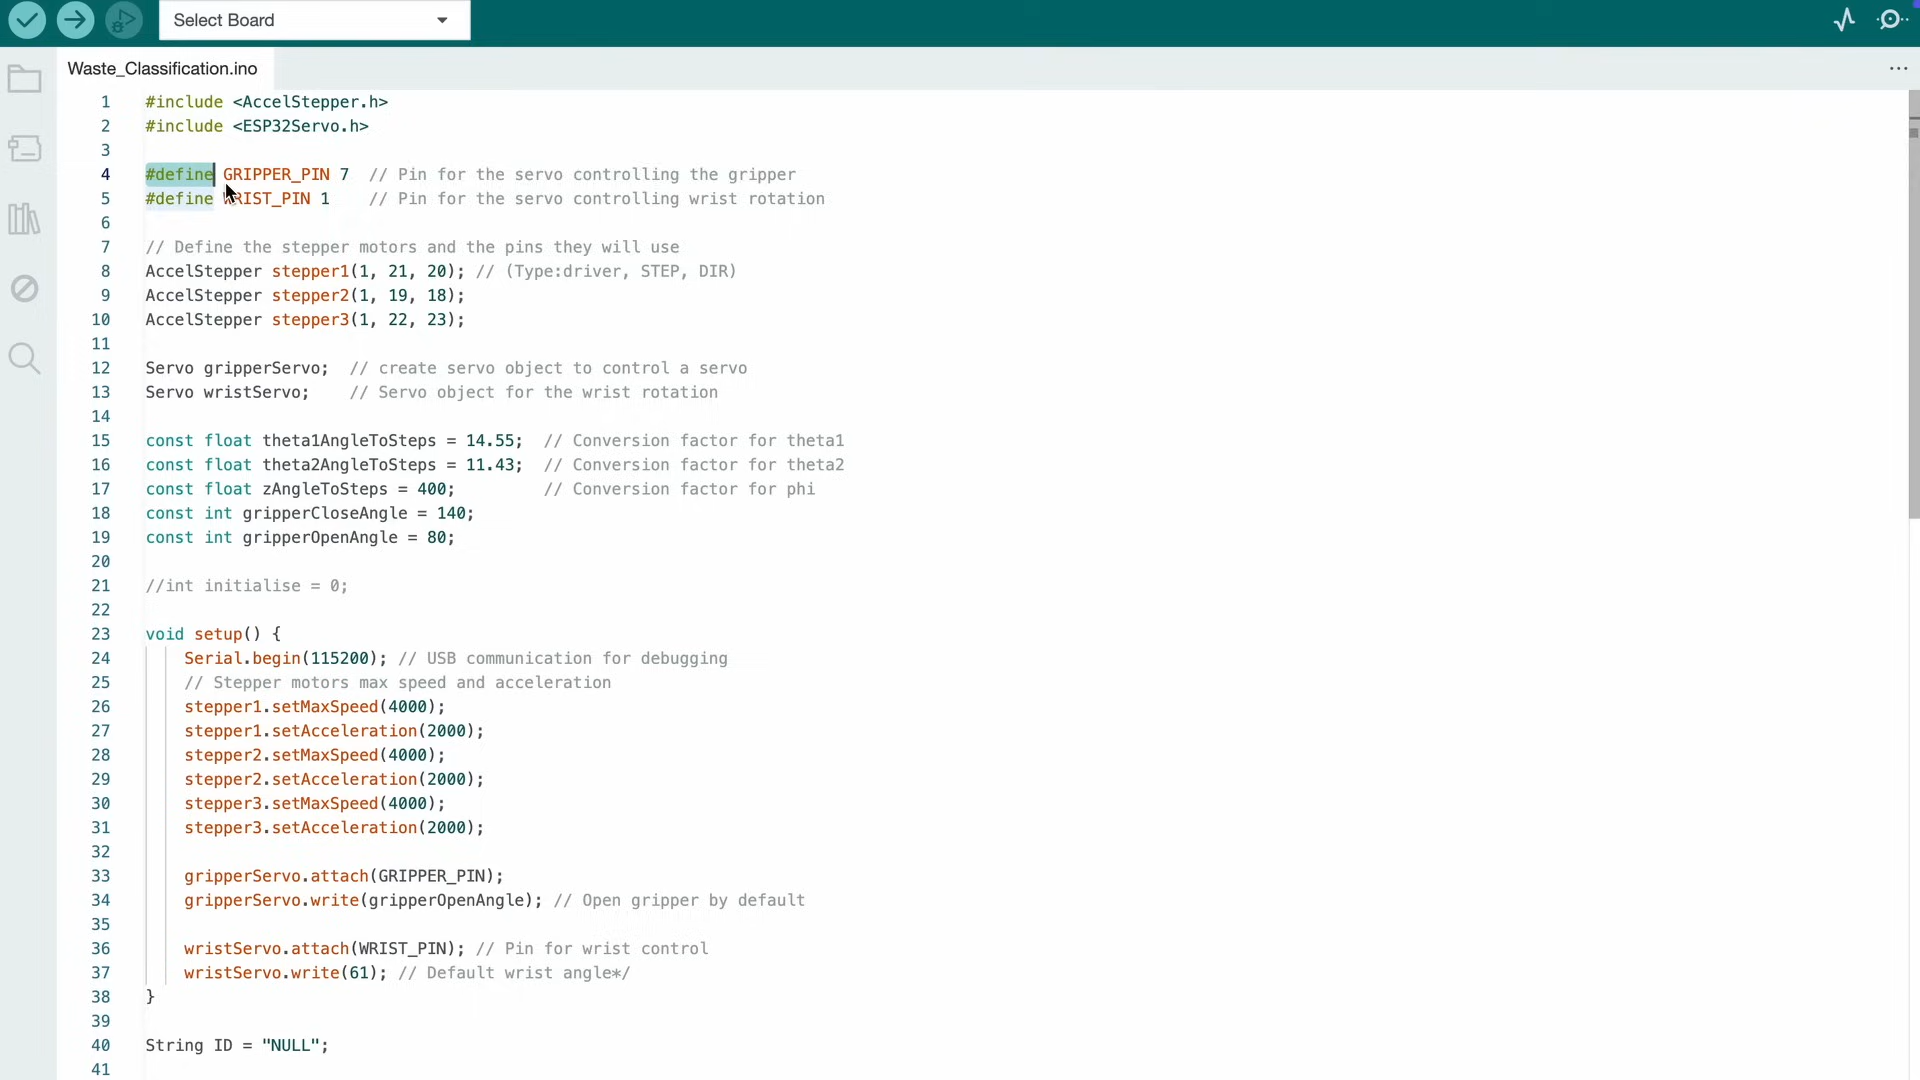 Select Board
Waste_Classification.ino
1 #include <AccelStepper.h>
2 #include <ESP32Servo.h>
3
4 #define GRIPPER_PIN 7 // Pin for the servo controlling the gripper
5 #define WRIST_PIN 1 // Pin for the servo controlling wrist rotation
6
7 // Define the stepper motors and the pins they will use
8 AccelStepper stepper1(1, 21, 20); // (Type:driver, STEP, DIR)
9 AccelStepper stepper2(1, 19, 18);
10 AccelStepper stepper3(1, 22, 23);
11
12 Servo gripperServo; // create servo object to control a servo
13 Servo wristServo; // Servo object for the wrist rotation
14
15 const float theta1AngleToSteps = 14.55; // Conversion factor for theta1
16 const float theta2AngleToSteps = 11.43; // Conversion factor for theta2
17 const float zAngleToSteps = 400; // Conversion factor for phi
18 const int gripperCloseAngle = 140;
19 const int gripperOpenAngle = 80;
20
21 //int initialise = 0;
22
23 void setup() {
24 Serial.begin(115200); // USB communication for debugging
25 // Stepper motors max speed and acceleration
26 stepper1.setMaxSpeed(4000);
27 stepper1.setAcceleration(2000);
28 stepper2.setMaxSpeed(4000);
29 stepper2.setAcceleration(2000);
30 stepper3.setMaxSpeed(4000);
31 stepper3.setAcceleration(2000);
32
33 gripperServo.attach(GRIPPER_PIN);
34 gripperServo.write(gripperOpenAngle); // Open gripper by default
35
36 wristServo.attach(WRIST_PIN); // Pin for wrist control
37 wristServo.write(61); // Default wrist angle*/
38 }
39
40 String ID = "NULL";
41